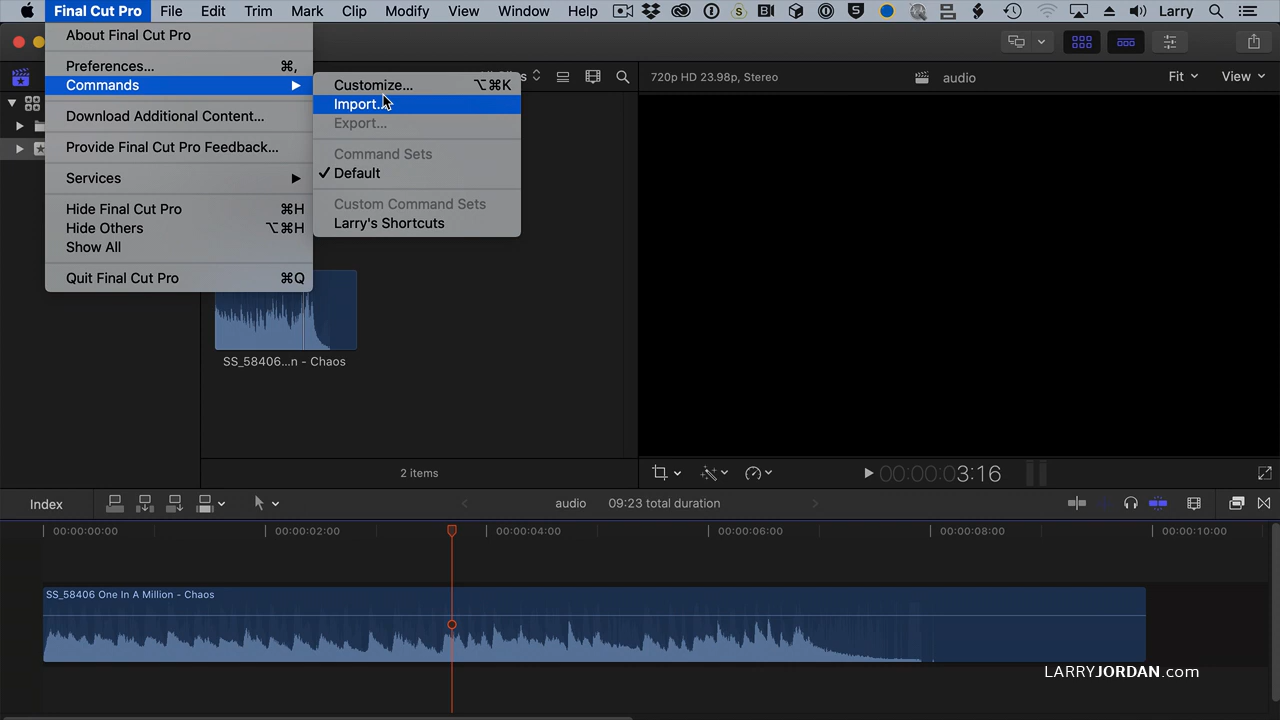 Final Cut Pro File Edit Trim Mark Clip Modify View Window Help Larry
About Final Cut Pro
Preferences... ⌘,
Commands
Download Additional Content...
Provide Final Cut Pro Feedback...
Services
Hide Final Cut Pro ⌘H
Hide Others ⌥⌘H
Show All
Quit Final Cut Pro ⌘Q
Customize... ⌥⌘K
Import...
Export...
Command Sets
✓ Default
Custom Command Sets
Larry's Shortcuts
720p HD 23.98p, Stereo
audio
Fit
View
SS_58406...n - Chaos
2 items
00:00:00:03:16
Index
audio 09:23 total duration
00:00:00:00 00:00:02:00 00:00:04:00 00:00:06:00 00:00:08:00 00:00:10:00
SS_58406 One In A Million - Chaos
LARRYJORDAN.com